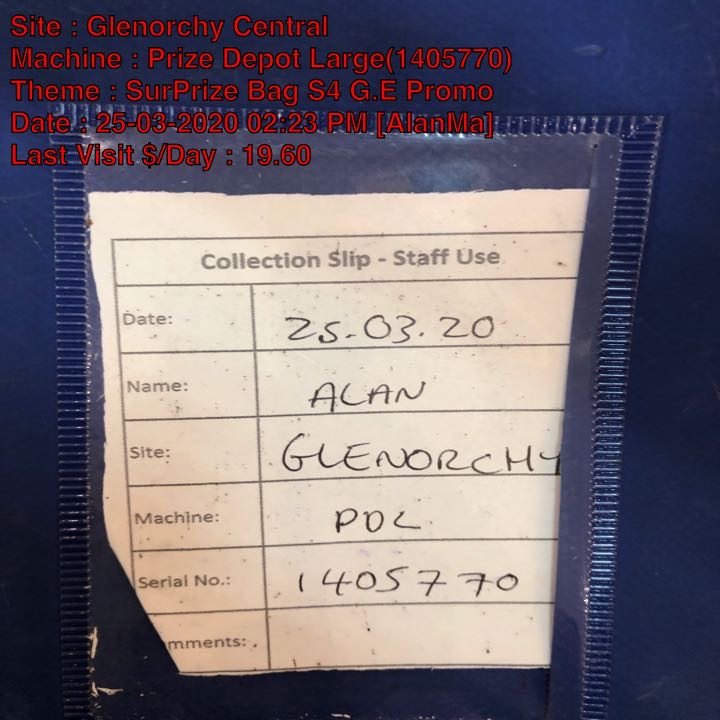 Site : Glenorchy Central
Machine : Prize Depot Large(1405770)
Theme : SurPrize Bag S4 G.E Promo
Date : 25-03-2020 02:23 PM [AlanMa]
Last Visit $/Day : 19.60
Collection Slip - Staff Use
Date: 25.03.20
Name: ALAN
Site: GLENORCHY
Machine: PDL
Serial No.: 1405770
mments: .